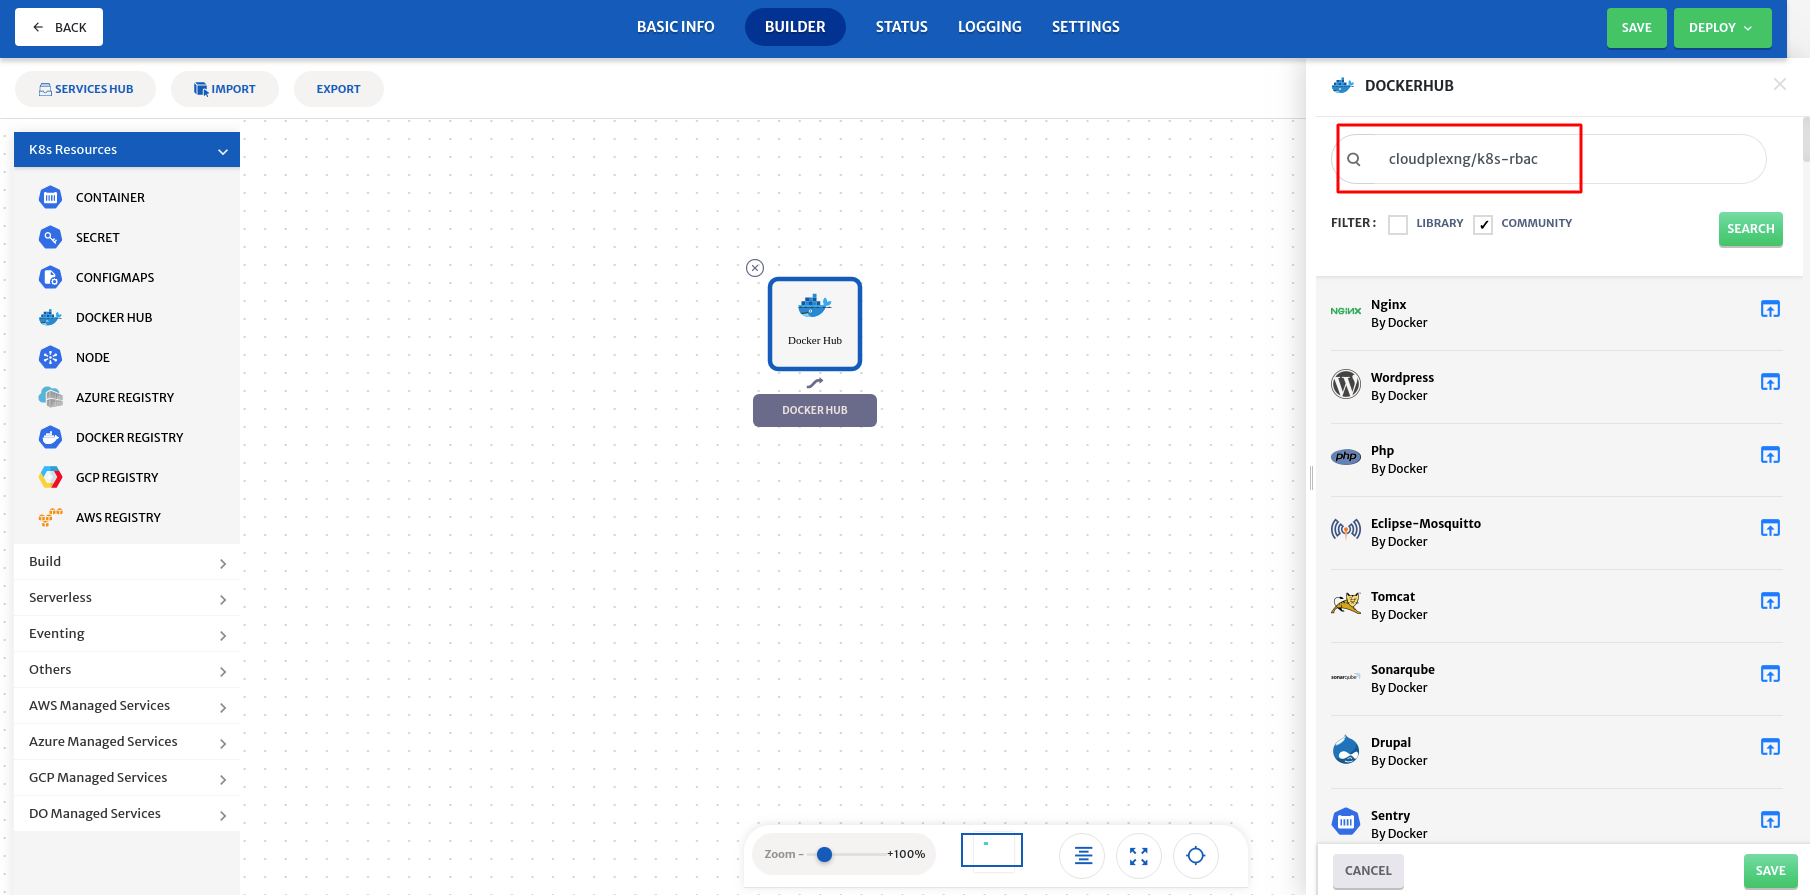 BACK
BASIC INFO
BUILDER
STATUS
LOGGING
SETTINGS
SAVE
DEPLOY
SERVICES HUB
IMPORT
EXPORT
K8s Resources
CONTAINER
SECRET
CONFIGMAPS
DOCKER HUB
NODE
AZURE REGISTRY
DOCKER REGISTRY
GCP REGISTRY
AWS REGISTRY
Build
Serverless
Eventing
Others
AWS Managed Services
Azure Managed Services
GCP Managed Services
DO Managed Services
Docker Hub
DOCKER HUB
Zoom - +100%
DOCKERHUB
cloudplexng/k8s-rbac
FILTER : LIBRARY COMMUNITY
SEARCH
NGINX
Nginx
By Docker
Wordpress
By Docker
php
Php
By Docker
Eclipse-Mosquitto
By Docker
Tomcat
By Docker
sonarqube
Sonarqube
By Docker
Drupal
By Docker
Sentry
By Docker
CANCEL
SAVE